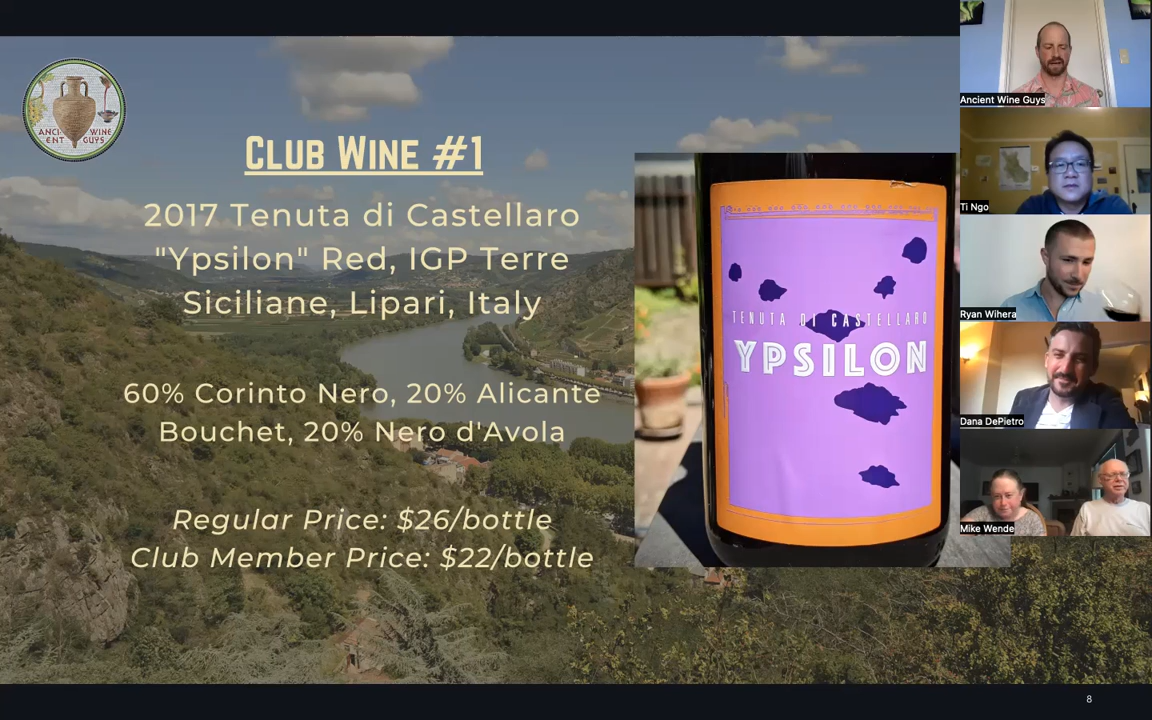 ANCI WINE
ENT GUYS
CLUB WINE #1
2017 Tenuta di Castellaro
"Ypsilon" Red, IGP Terre
Siciliane, Lipari, Italy
60% Corinto Nero, 20% Alicante
Bouchet, 20% Nero d'Avola
Regular Price: $26/bottle
Club Member Price: $22/bottle
TENUTA DI CASTELLARO
YPSILON
Ancient Wine Guys
Ti Ngo
Ryan Wihera
Dana DePietro
Mike Wende
8